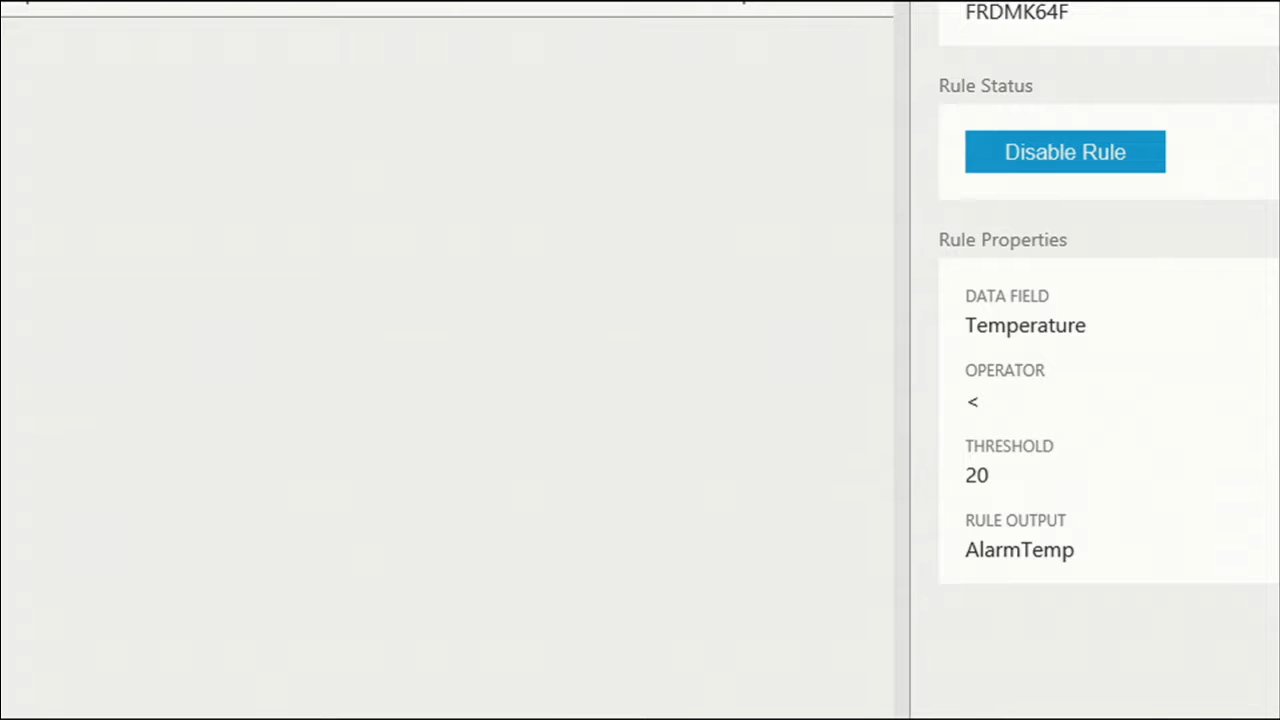 FRDMK64F
Rule Status
Disable Rule
Rule Properties
DATA FIELD
Temperature
OPERATOR
<
THRESHOLD
20
RULE OUTPUT
AlarmTemp